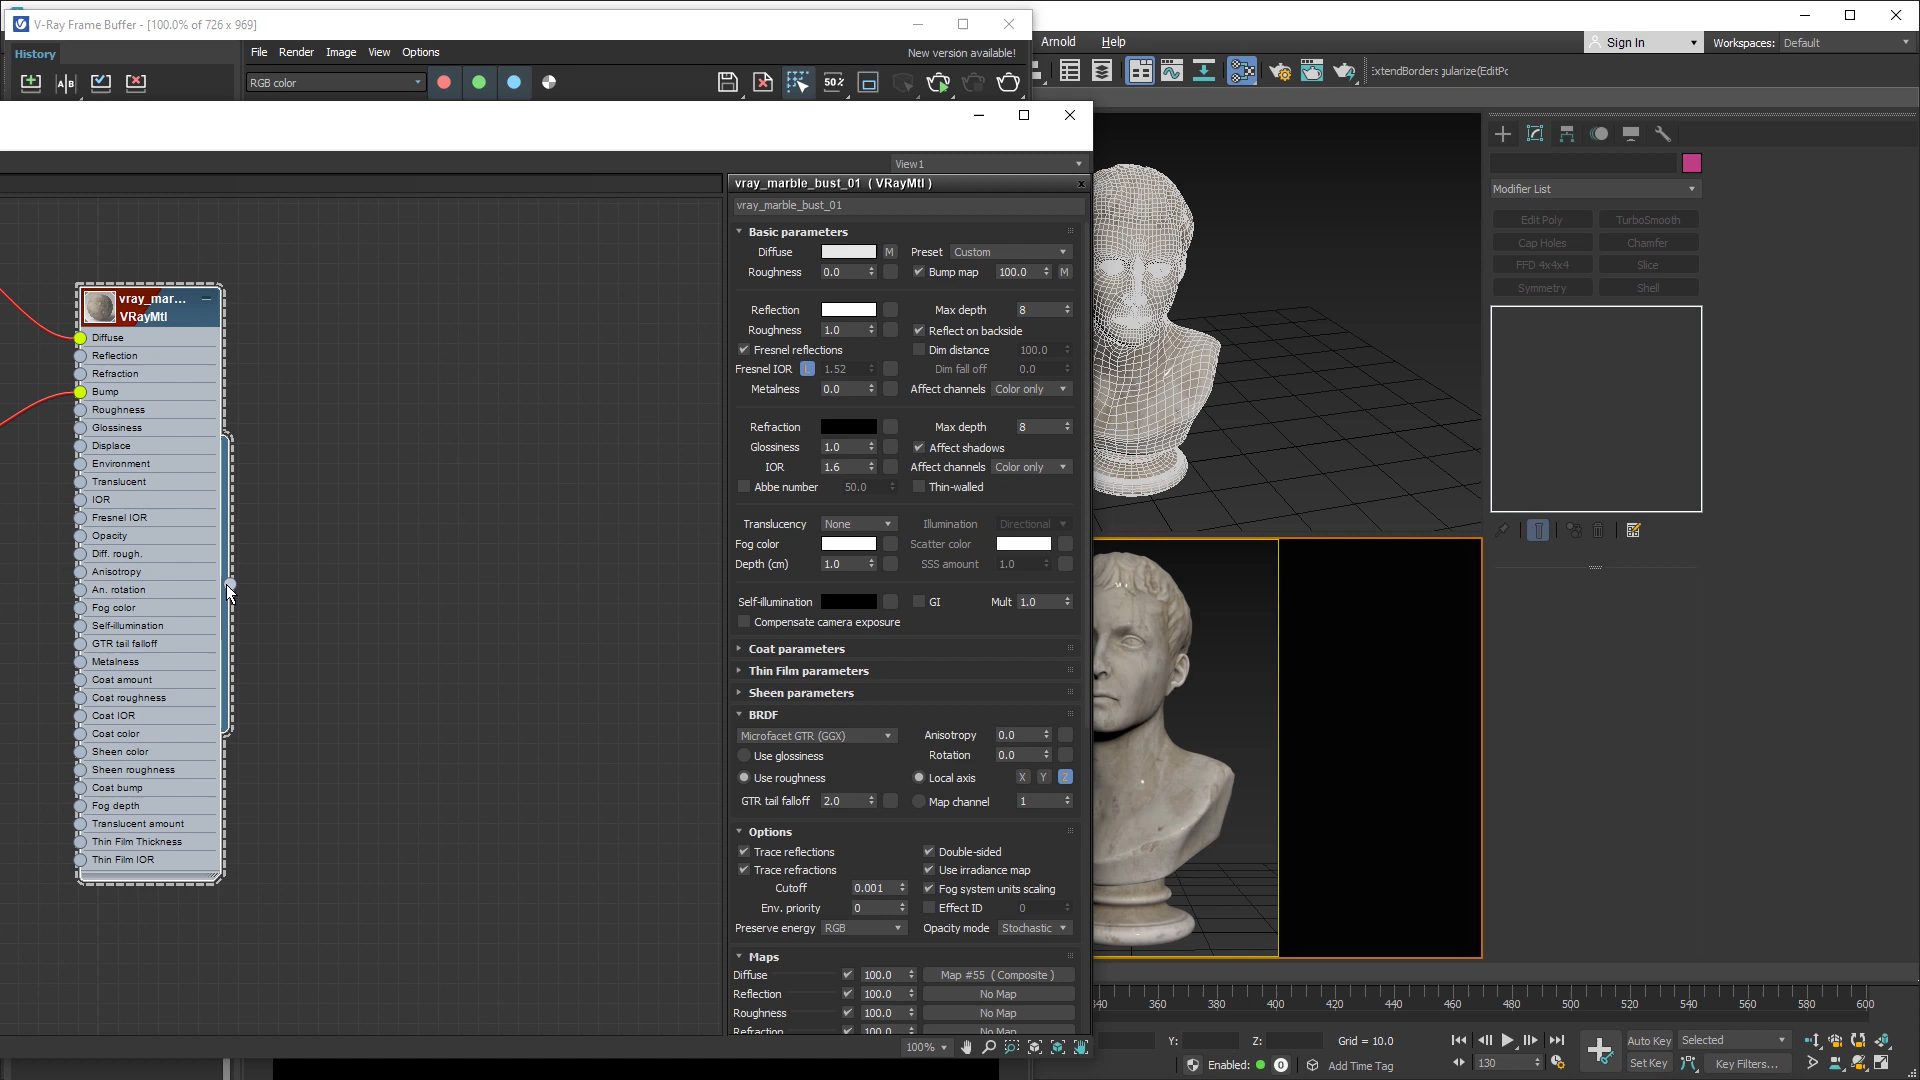 V-Ray Frame Buffer - [100.0% of 726 x 969]
History
File Render Image View Options
New version available!
RGB color
50%
Arnold Help
Sign In
Workspaces: Default
ExtendBorders
gularize(EditPo
View1
vray_marble_bust_01 ( VRayMtl )
vray_marble_bust_01
Basic parameters
Diffuse M Preset Custom
Roughness 0.0 Bump map 100.0 M
Reflection Max depth 8
Roughness 1.0 Reflect on backside
Fresnel reflections Dim distance 100.0
Fresnel IOR L 1.52 Dim fall off 0.0
Metalness 0.0 Affect channels Color only
Refraction Max depth 8
Glossiness 1.0 Affect shadows
IOR 1.6 Affect channels Color only
Abbe number 50.0 Thin-walled
Translucency None Illumination Directional
Fog color Scatter color
Depth (cm) 1.0 SSS amount 1.0
Self-illumination GI Mult 1.0
Compensate camera exposure
Coat parameters
Thin Film parameters
Sheen parameters
BRDF
Microfacet GTR (GGX) Anisotropy 0.0
Use glossiness Rotation 0.0
Use roughness Local axis X Y Z
GTR tail falloff 2.0 Map channel 1
Options
Trace reflections Double-sided
Trace refractions Use irradiance map
Cutoff 0.001 Fog system units scaling
Env. priority 0 Effect ID 0
Preserve energy RGB Opacity mode Stochastic
Maps
Diffuse 100.0 Map #55 ( Composite )
Reflection 100.0 No Map
Roughness 100.0 No Map
Refraction 100.0 No Map
100%
vray_mar...
VRayMtl
Diffuse
Reflection
Refraction
Bump
Roughness
Glossiness
Displace
Environment
Translucent
IOR
Fresnel IOR
Opacity
Diff. rough.
Anisotropy
An. rotation
Fog color
Self-illumination
GTR tail falloff
Metalness
Coat amount
Coat roughness
Coat IOR
Coat color
Sheen color
Sheen roughness
Coat bump
Fog depth
Translucent amount
Thin Film Thickness
Thin Film IOR
Modifier List
Edit Poly TurboSmooth
Cap Holes Chamfer
FFD 4x4x4 Slice
Symmetry Shell
340 360 380 400 420 440 460 480 500 520 540 560 580 600
Y: Z: Grid = 10.0
Enabled: 0 Add Time Tag
130
Auto Key Selected
Set Key Key Filters...